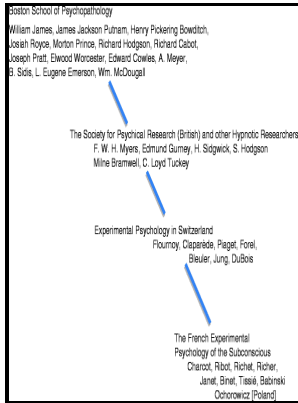 Boston School of Psychopathology
William James, James Jackson Putnam, Henry Pickering Bowditch,
Josiah Royce, Morton Prince, Richard Hodgson, Richard Cabot,
Joseph Pratt, Elwood Worcester, Edward Cowles, A. Meyer,
B. Sidis, L. Eugene Emerson, Wm. McDougall
The Society for Psychical Research (British) and other Hypnotic Researchers
F. W. H. Myers, Edmund Gurney, H. Sidgwick, S. Hodgson
Milne Bramwell, C. Loyd Tuckey
Experimental Psychology in Switzerland
Flournoy, Claparède, Piaget, Forel,
Bleuler, Jung, DuBois
The French Experimental
Psychology of the Subconscious
Charcot, Ribot, Richet, Richer,
Janet, Binet, Tissié, Babinski
Ochorowicz [Poland]